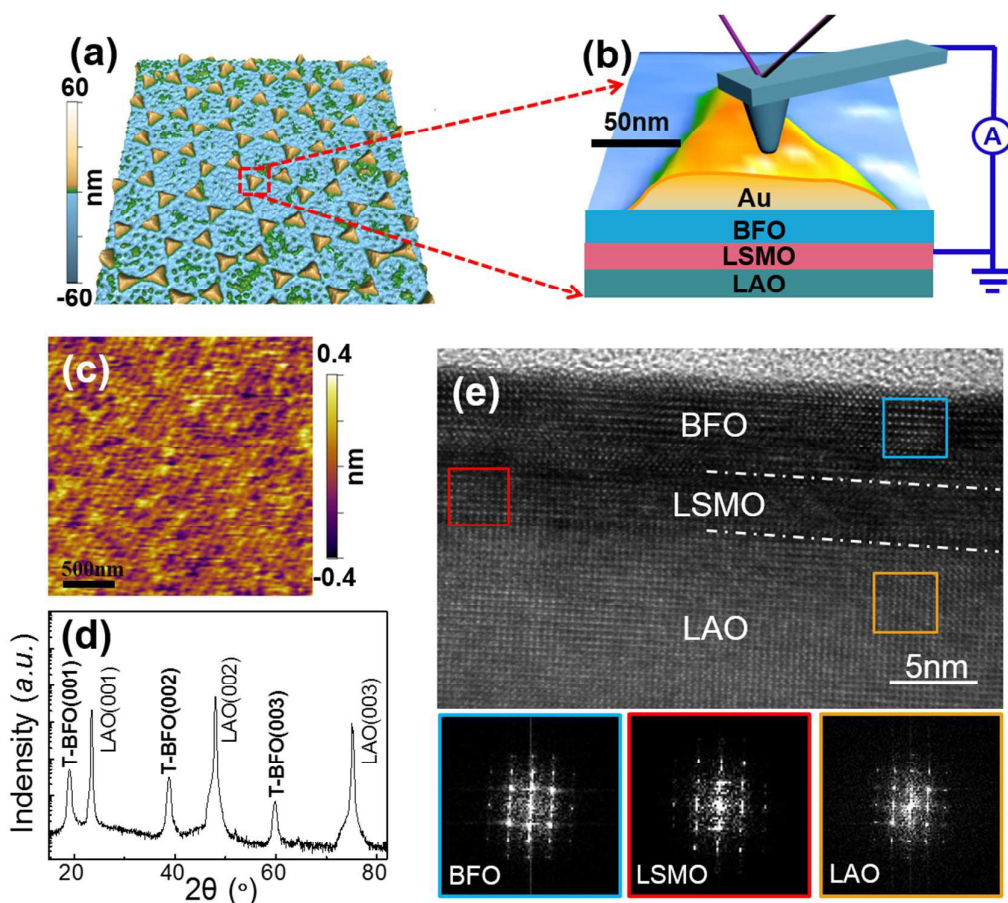 (a)
60
nm
-60
(b)
50nm
A
Au
BFO
LSMO
LAO
(c)
0.4
nm
-0.4
500nm
(d)
Indensity (a.u.)
T-BFO(001)
LAO(001)
T-BFO(002)
LAO(002)
T-BFO(003)
LAO(003)
20 40 60 80
2θ (°)
(e)
BFO
LSMO
LAO
5nm
BFO
LSMO
LAO